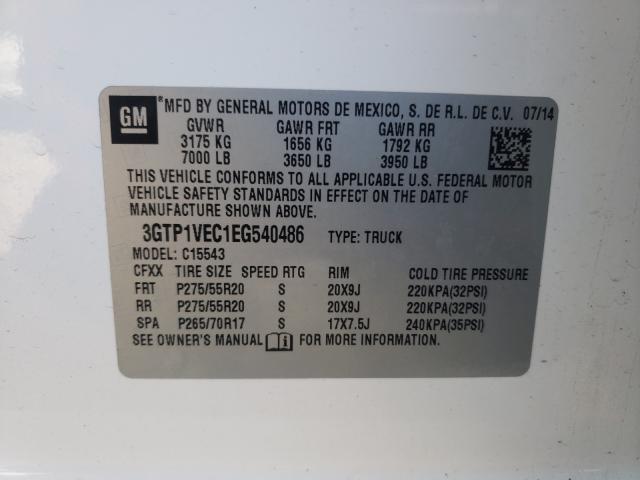 GM ® MFD BY GENERAL MOTORS DE MEXICO, S. DE R.L. DE C.V. 07/14
GVWR GAWR FRT GAWR RR
3175 KG 1656 KG 1792 KG
7000 LB 3650 LB 3950 LB
THIS VEHICLE CONFORMS TO ALL APPLICABLE U.S. FEDERAL MOTOR
VEHICLE SAFETY STANDARDS IN EFFECT ON THE DATE OF
MANUFACTURE SHOWN ABOVE.
3GTP1VEC1EG540486 TYPE: TRUCK
MODEL: C15543
CFXX TIRE SIZE SPEED RTG RIM COLD TIRE PRESSURE
FRT P275/55R20 S 20X9J 220KPA(32PSI)
RR P275/55R20 S 20X9J 220KPA(32PSI)
SPA P265/70R17 S 17X7.5J 240KPA(35PSI)
SEE OWNER'S MANUAL FOR MORE INFORMATION.